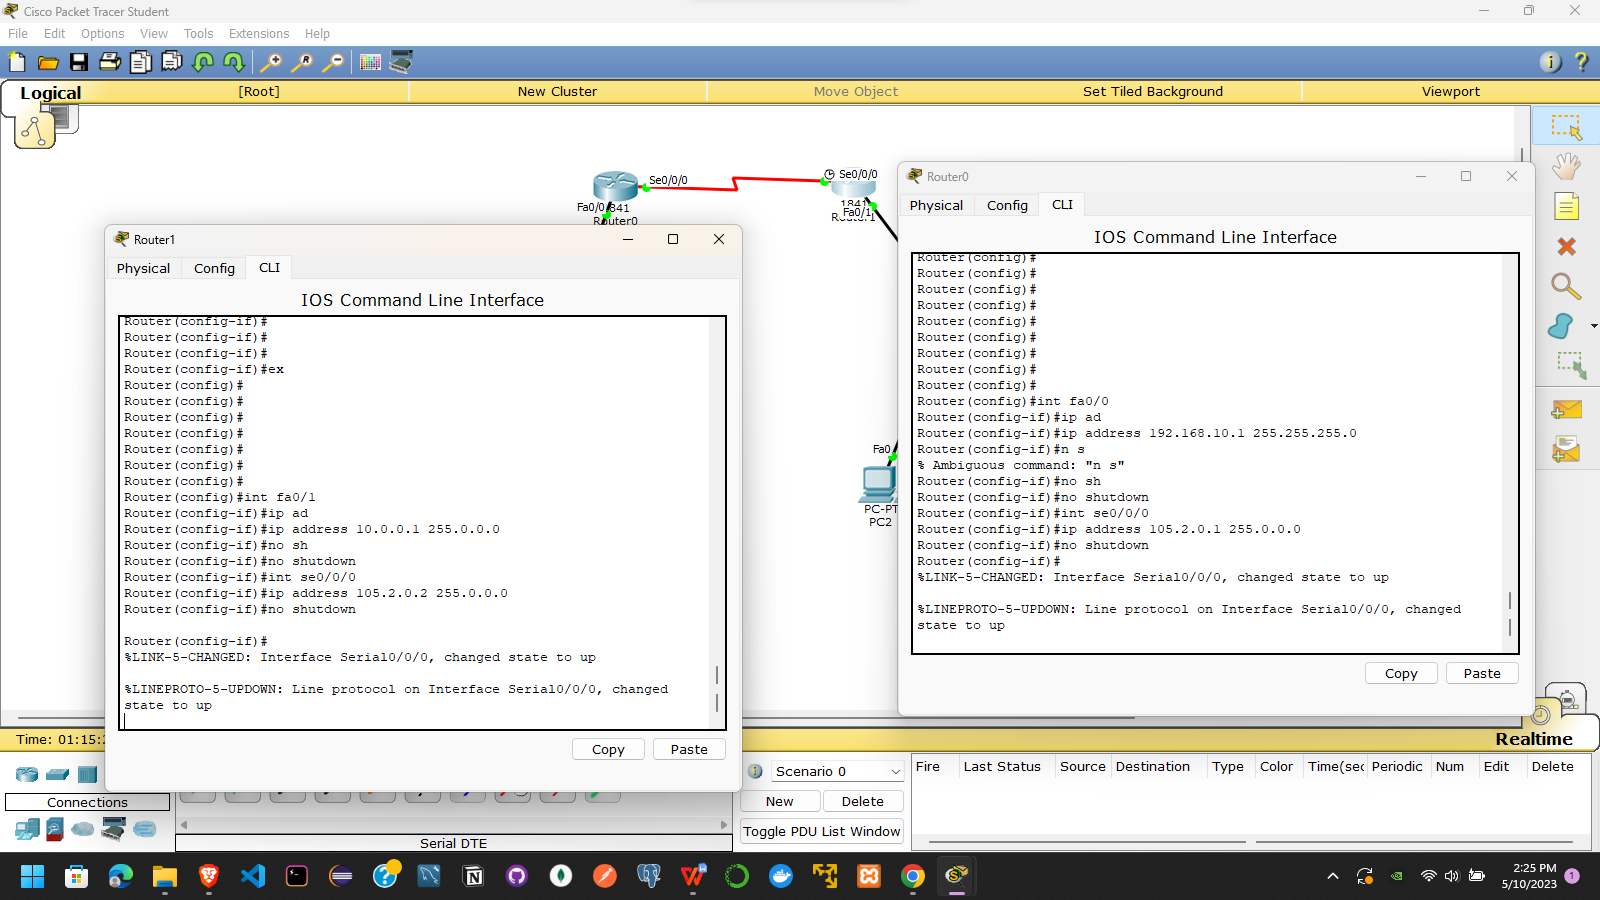 Cisco Packet Tracer Student
File Edit Options View Tools Extensions Help
Logical [Root] New Cluster Move Object Set Tiled Background Viewport
Se0/0/0
Fa0/0
1841
Router0
Se0/0/0
1841
Fa0/1
Router1
Fa0
PC-PT
PC2
Router1
Physical Config CLI
IOS Command Line Interface
Router(config-if)#
Router(config-if)#
Router(config-if)#
Router(config-if)#ex
Router(config)#
Router(config)#
Router(config)#
Router(config)#
Router(config)#
Router(config)#
Router(config)#
Router(config)#int fa0/1
Router(config-if)#ip ad
Router(config-if)#ip address 10.0.0.1 255.0.0.0
Router(config-if)#no sh
Router(config-if)#no shutdown
Router(config-if)#int se0/0/0
Router(config-if)#ip address 105.2.0.2 255.0.0.0
Router(config-if)#no shutdown
Router(config-if)#
%LINK-5-CHANGED: Interface Serial0/0/0, changed state to up
%LINEPROTO-5-UPDOWN: Line protocol on Interface Serial0/0/0, changed
state to up
Copy Paste
Router0
Physical Config CLI
IOS Command Line Interface
Router(config)#
Router(config)#
Router(config)#
Router(config)#
Router(config)#
Router(config)#
Router(config)#
Router(config)#
Router(config)#
Router(config)#int fa0/0
Router(config-if)#ip ad
Router(config-if)#ip address 192.168.10.1 255.255.255.0
Router(config-if)#n s
% Ambiguous command: "n s"
Router(config-if)#no sh
Router(config-if)#no shutdown
Router(config-if)#int se0/0/0
Router(config-if)#ip address 105.2.0.1 255.0.0.0
Router(config-if)#no shutdown
Router(config-if)#
%LINK-5-CHANGED: Interface Serial0/0/0, changed state to up
%LINEPROTO-5-UPDOWN: Line protocol on Interface Serial0/0/0, changed
state to up
Copy Paste
Time: 01:15:
Realtime
Connections
Serial DTE
Scenario 0
New Delete
Toggle PDU List Window
Fire Last Status Source Destination Type Color Time(sec Periodic Num Edit Delete
2:25 PM
5/10/2023
1